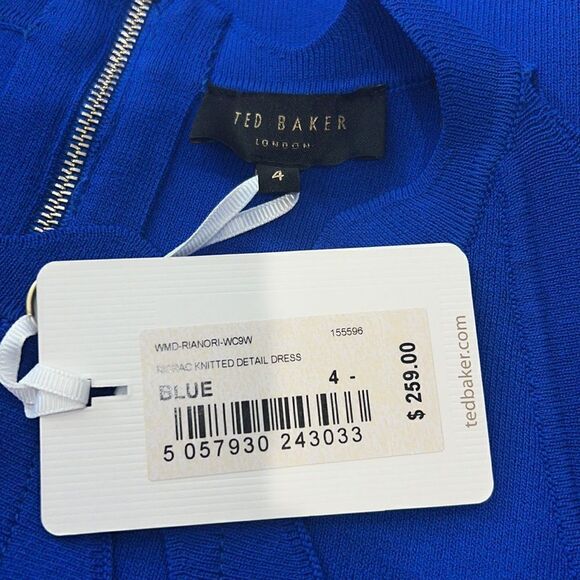 TED BAKER
LONDON
4
WMD-RIANORI-WC9W 155596
KNITTED DETAIL DRESS
BLUE 4 -
5 057930 243033
$ 259.00
tedbaker.com